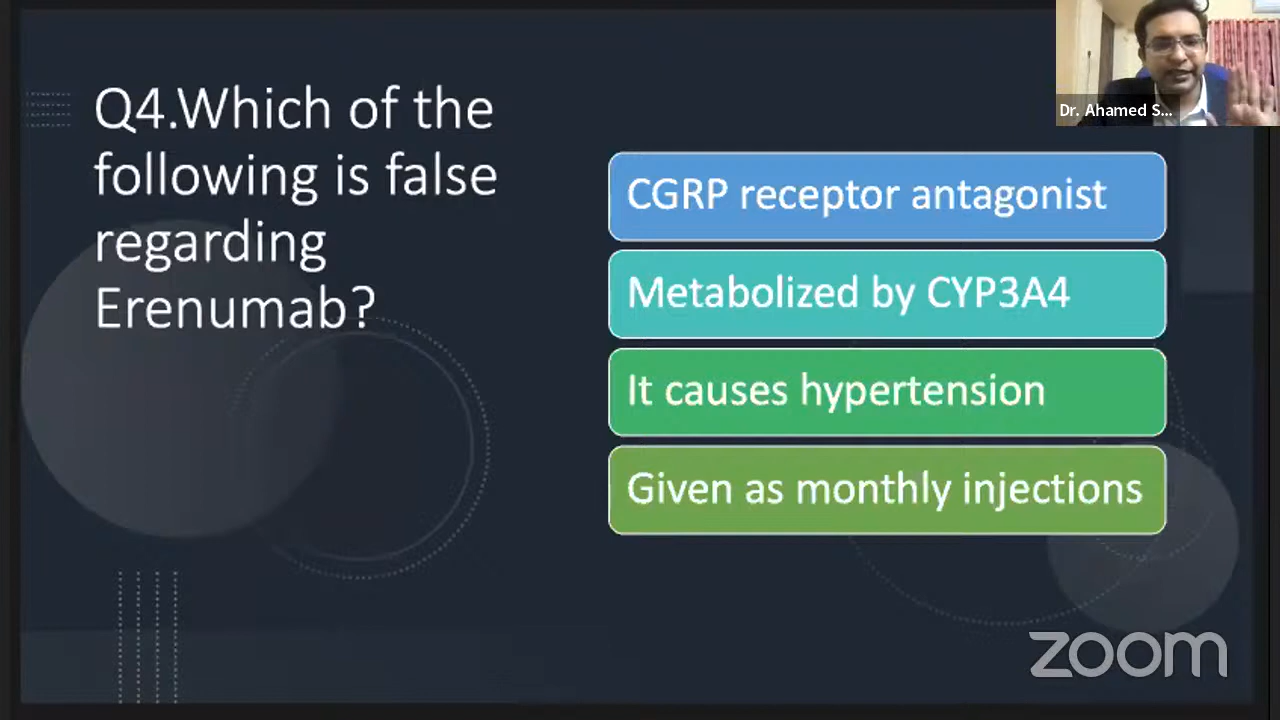 Q4.Which of the
following is false
regarding
Erenumab?
CGRP receptor antagonist
Metabolized by CYP3A4
It causes hypertension
Given as monthly injections
Dr. Ahamed S...
zoom